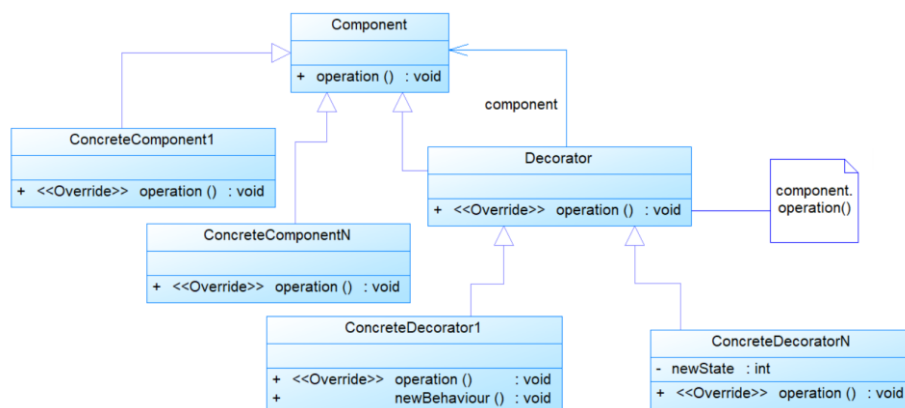 Component
+ operation () : void
component
ConcreteComponent1
+ <<Override>> operation () : void
Decorator
+ <<Override>> operation () : void
component.
operation()
ConcreteComponentN
+ <<Override>> operation () : void
ConcreteDecorator1
+ <<Override>> operation () : void
+ newBehaviour () : void
ConcreteDecoratorN
- newState : int
+ <<Override>> operation () : void